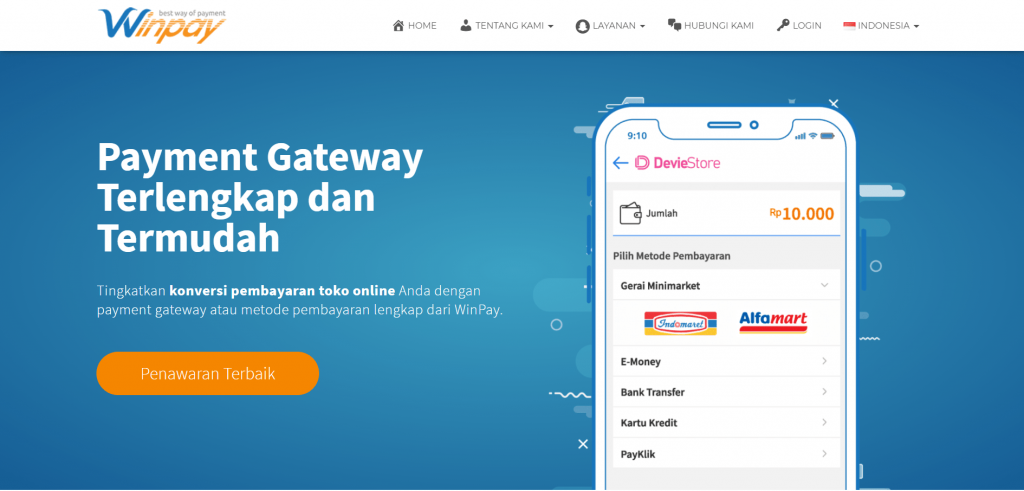 best way of payment
Winpay
HOME
TENTANG KAMI
LAYANAN
HUBUNGI KAMI
LOGIN
INDONESIA
Payment Gateway
Terlengkap dan
Termudah
Tingkatkan konversi pembayaran toko online Anda dengan
payment gateway atau metode pembayaran lengkap dari WinPay.
Penawaran Terbaik
9:10
DevieStore
Jumlah
Rp10.000
Pilih Metode Pembayaran
Gerai Minimarket
Indomaret
Alfamart
E-Money
Bank Transfer
Kartu Kredit
PayKlik